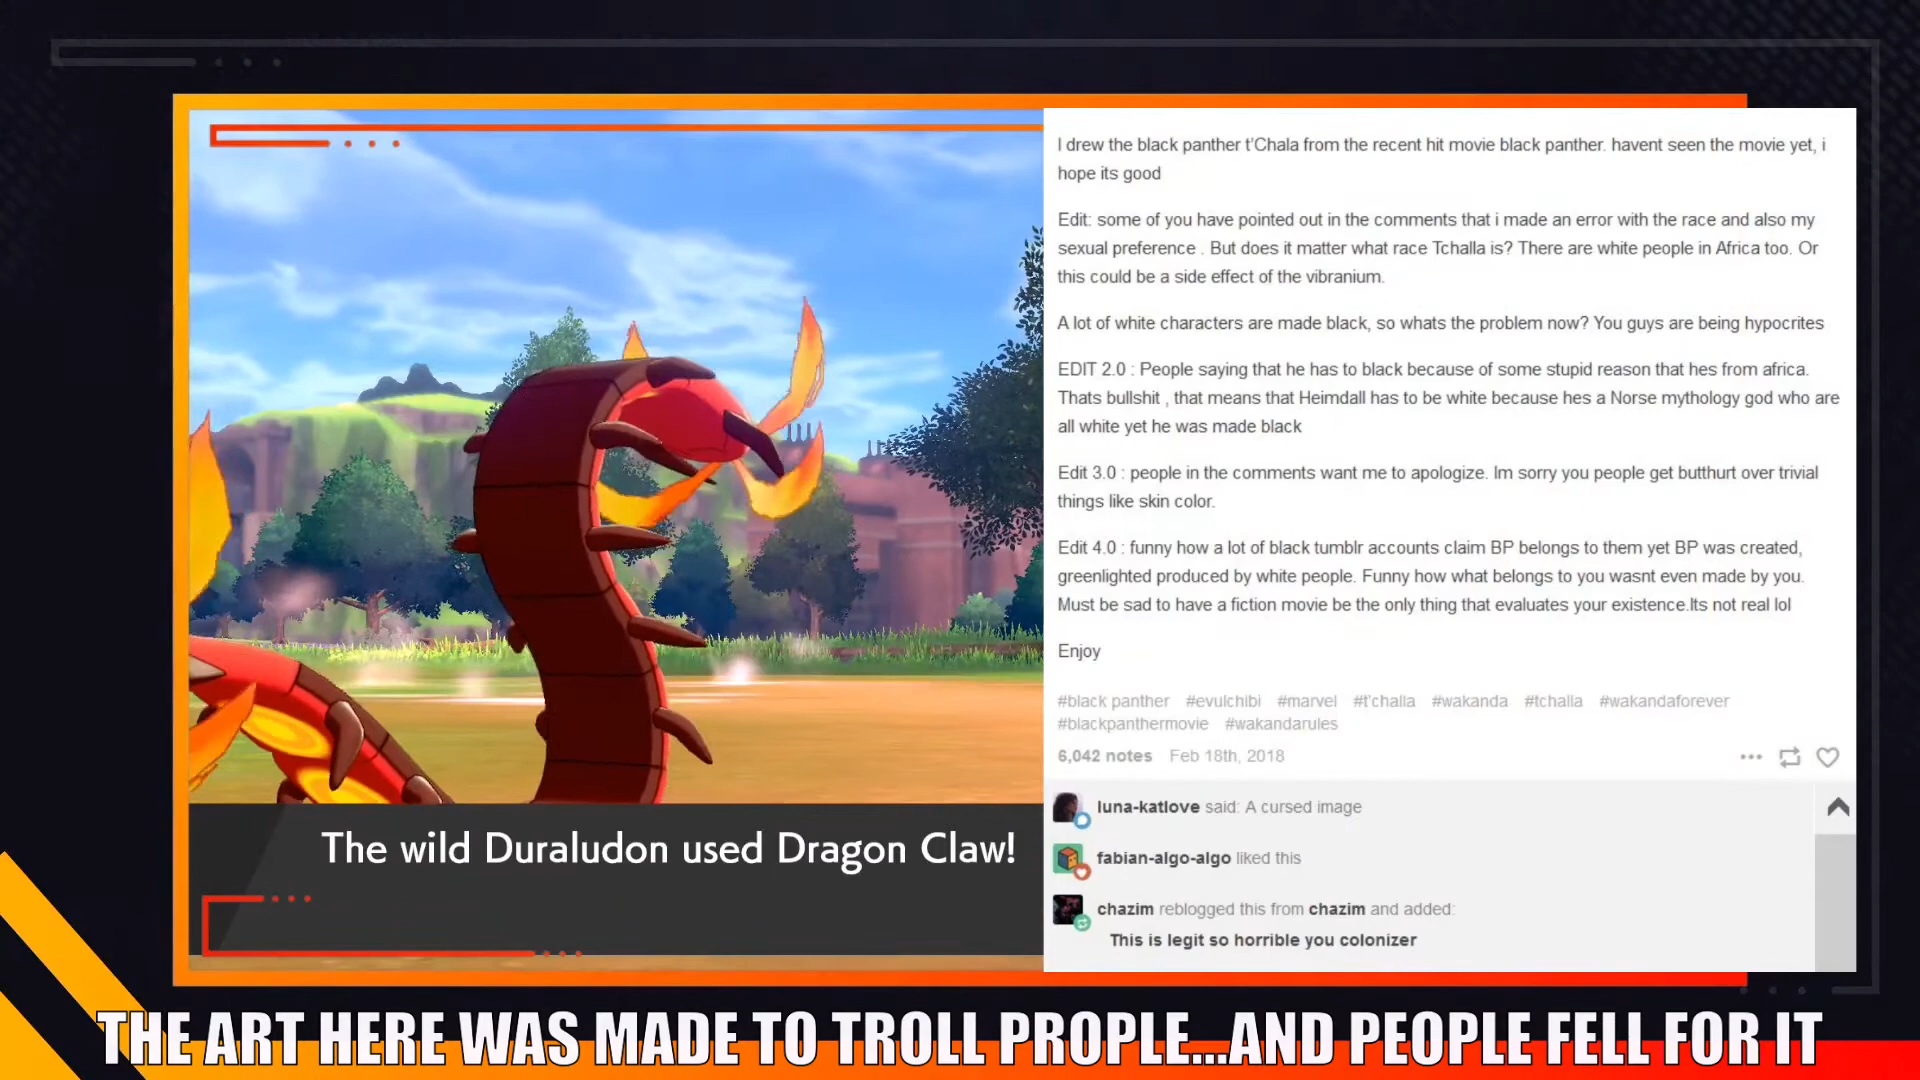 I drew the black panther t'Chala from the recent hit movie black panther. havent seen the movie yet, i
hope its good
Edit: some of you have pointed out in the comments that i made an error with the race and also my
sexual preference . But does it matter what race Tchalla is? There are white people in Africa too. Or
this could be a side effect of the vibranium.
A lot of white characters are made black, so whats the problem now? You guys are being hypocrites
EDIT 2.0 : People saying that he has to black because of some stupid reason that hes from africa.
Thats bullshit , that means that Heimdall has to be white because hes a Norse mythology god who are
all white yet he was made black
Edit 3.0 : people in the comments want me to apologize. Im sorry you people get butthurt over trivial
things like skin color.
Edit 4.0 : funny how a lot of black tumblr accounts claim BP belongs to them yet BP was created,
greenlighted produced by white people. Funny how what belongs to you wasnt even made by you.
Must be sad to have a fiction movie be the only thing that evaluates your existence.Its not real lol
Enjoy
#black panther #evulchibi #marvel #t'challa #wakanda #tchalla #wakandaforever
#blackpanthermovie #wakandarules
6,042 notes Feb 18th, 2018
luna-katlove said: A cursed image
fabian-algo-algo liked this
chazim reblogged this from chazim and added:
This is legit so horrible you colonizer
The wild Duraludon used Dragon Claw!
THE ART HERE WAS MADE TO TROLL PROPLE...AND PEOPLE FELL FOR IT